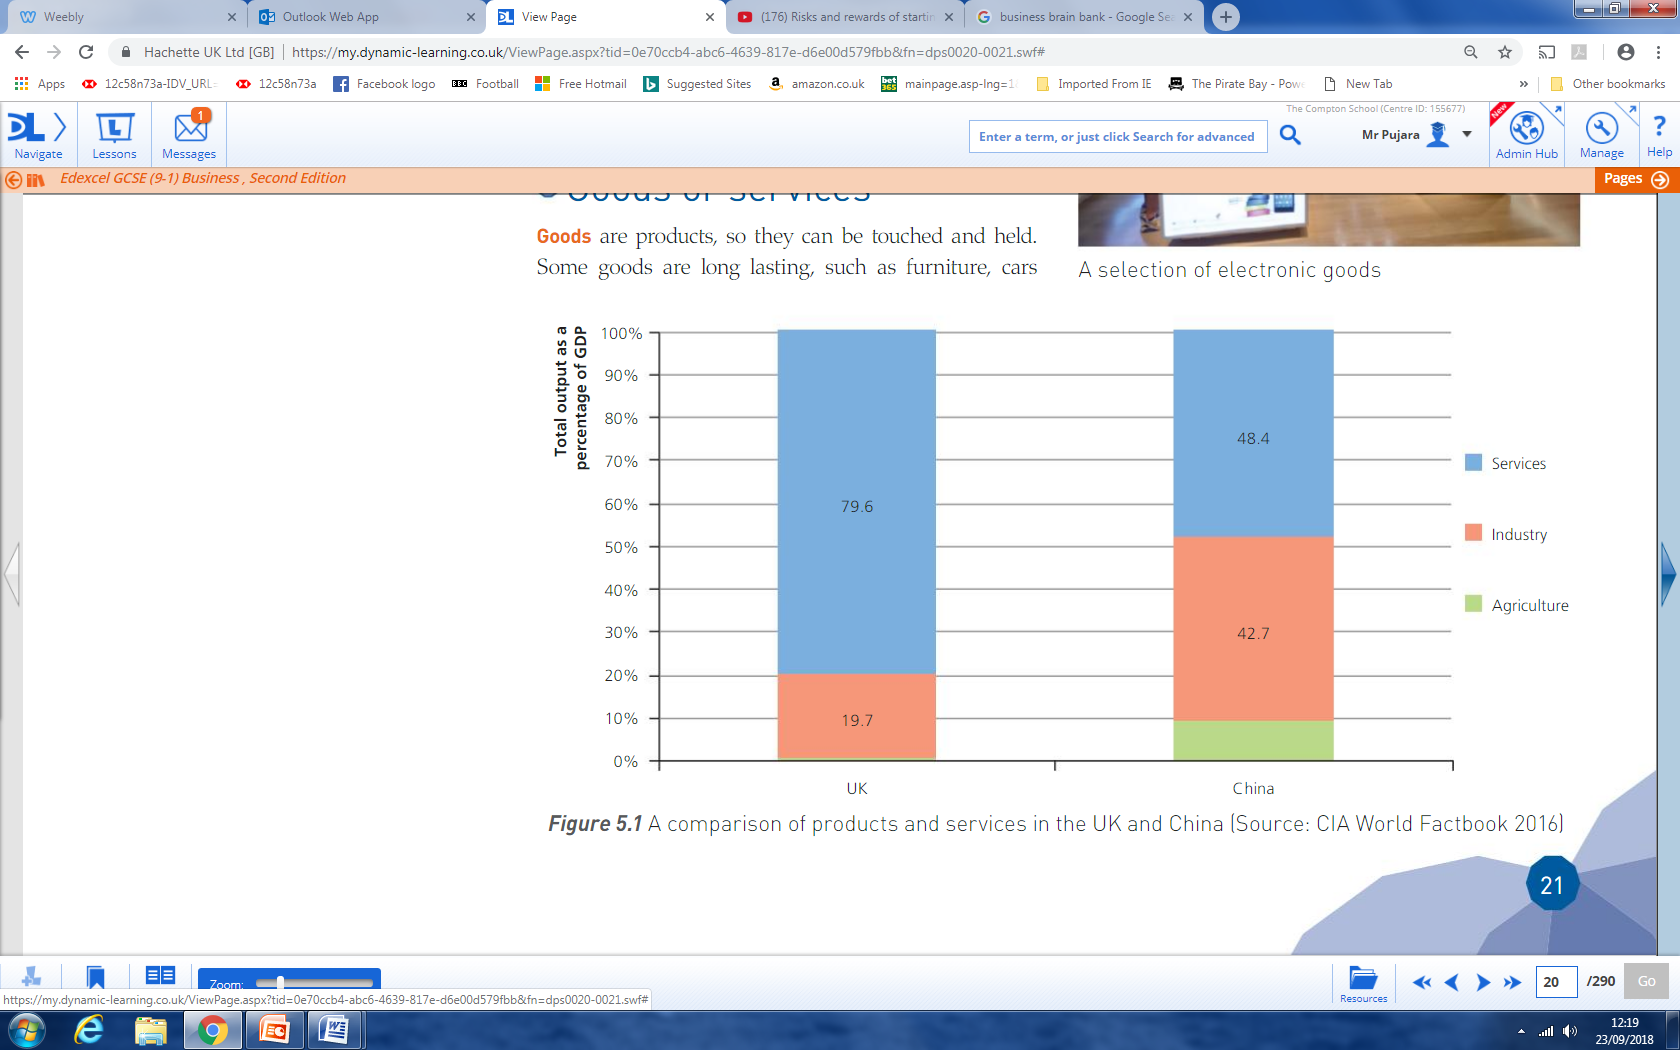 Weebly
Outlook Web App
View Page
(176) Risks and rewards of startin
business brain bank - Google Sea
Hachette UK Ltd [GB] | https://my.dynamic-learning.co.uk/ViewPage.aspx?tid=0e70ccb4-abc6-4639-817e-d6e00d579fbb&fn=dps0020-0021.swf#
Apps
12c58n73a-IDV_URL=
12c58n73a
Facebook logo
BBC Football
Free Hotmail
Suggested Sites
amazon.co.uk
bet365 mainpage.asp-lng=1
Imported From IE
The Pirate Bay - Pow
New Tab
»
Other bookmarks
The Compton School (Centre ID: 155677)
DL
1
Enter a term, or just click Search for advanced
Mr Pujara
New
?
Navigate
Lessons
Messages
Admin Hub
Manage
Help
Edexcel GCSE (9-1) Business , Second Edition
Pages
Goods or services
Goods are products, so they can be touched and held.
Some goods are long lasting, such as furniture, cars
A selection of electronic goods
Total output as a
percentage of GDP
100%
90%
80%
70%
60%
50%
40%
30%
20%
10%
0%
79.6
19.7
48.4
42.7
Services
Industry
Agriculture
UK
China
Figure 5.1 A comparison of products and services in the UK and China (Source: CIA World Factbook 2016)
21
Zoom:
Resources
20
/290
Go
https://my.dynamic-learning.co.uk/ViewPage.aspx?tid=0e70ccb4-abc6-4639-817e-d6e00d579fbb&fn=dps0020-0021.swf#
12:19
23/09/2018